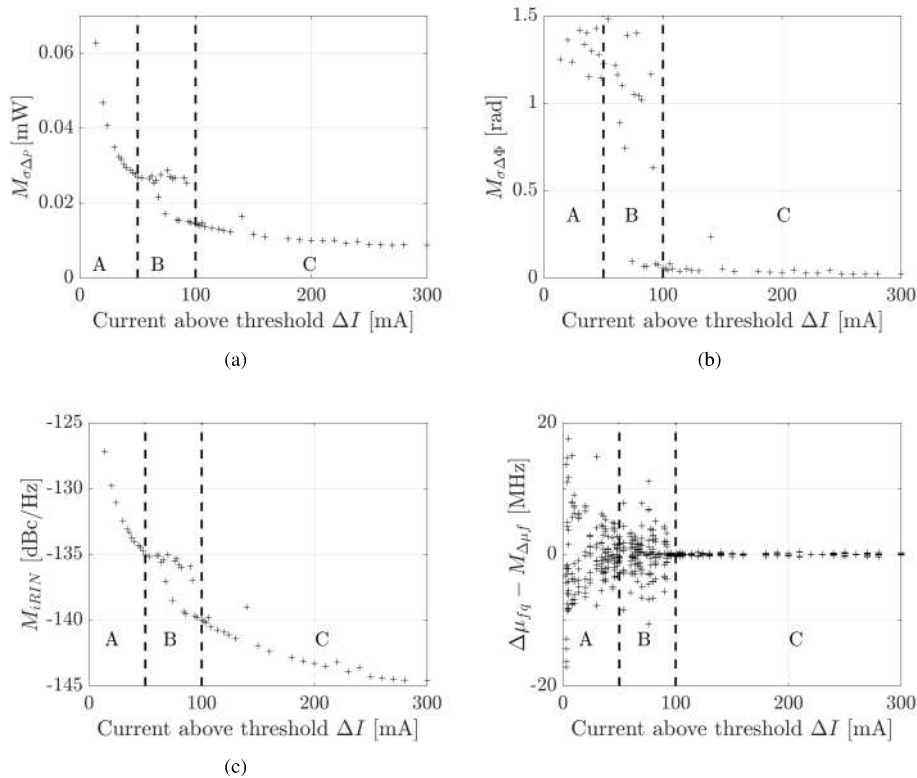 0.06
0.04
0.02
0
M_{σΔP} [mW]
A
B
C
0
100
200
300
Current above threshold ΔI [mA]
(a)
1.5
1
0.5
0
M_{σΔΦ} [rad]
A
B
C
0
100
200
300
Current above threshold ΔI [mA]
(b)
-125
-130
-135
-140
-145
M_{iRIN} [dBc/Hz]
A
B
C
0
100
200
300
Current above threshold ΔI [mA]
(c)
20
0
-20
Δμ_{fq} − M_{Δμf} [MHz]
A
B
C
0
100
200
300
Current above threshold ΔI [mA]